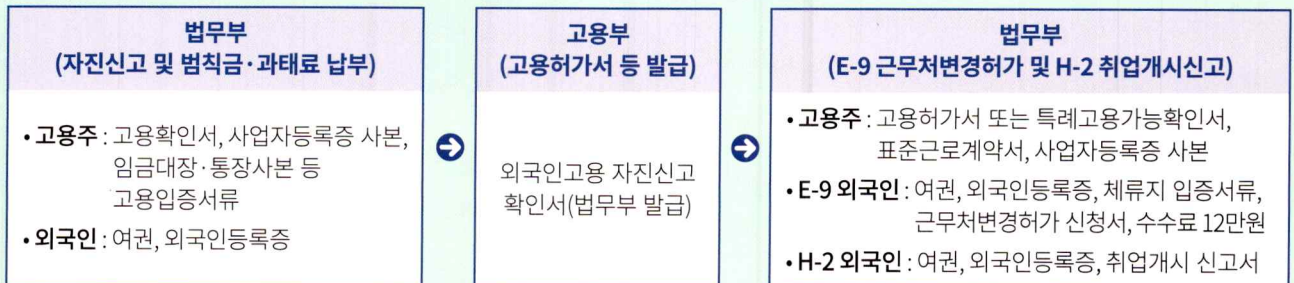 법무부
(자진신고 및 범칙금·과태료 납부)
• 고용주 : 고용확인서, 사업자등록증 사본,
임금대장·통장사본 등
고용입증서류
• 외국인 : 여권, 외국인등록증
고용부
(고용허가서 등 발급)
외국인고용 자진신고
확인서(법무부 발급)
법무부
(E-9 근무처변경허가 및 H-2 취업개시신고)
• 고용주 : 고용허가서 또는 특례고용가능확인서,
표준근로계약서, 사업자등록증 사본
• E-9 외국인 : 여권, 외국인등록증, 체류지 입증서류,
근무처변경허가 신청서, 수수료 12만원
• H-2 외국인 : 여권, 외국인등록증, 취업개시 신고서